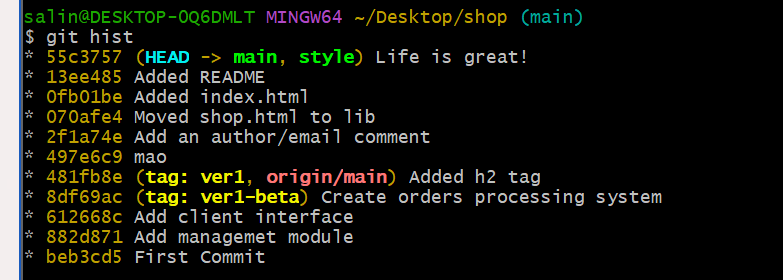 salin@DESKTOP-OQ6DMLT MINGW64 ~/Desktop/shop (main)
$ git hist
* 55c3757 (HEAD -> main, style) Life is great!
* 13ee485 Added README
* 0fb01be Added index.html
* 070afe4 Moved shop.html to lib
* 2f1a74e Add an author/email comment
* 497e6c9 mao
* 481fb8e (tag: ver1, origin/main) Added h2 tag
* 8df69ac (tag: ver1-beta) Create orders processing system
* 612668c Add client interface
* 882d871 Add managemet module
* beb3cd5 First Commit